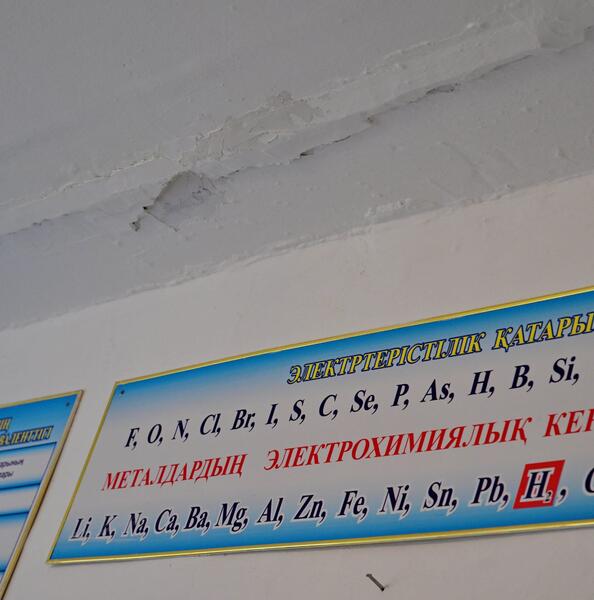 ЭЛЕКТРТЕРІСТІЛІК ҚАТАРЫ
F, O, N, Cl, Br, I, S, C, Se, P, As, H, B, Si,
МЕТАЛДАРДЫҢ ЭЛЕКТРОХИМИЯЛЫҚ КЕР
Li, K, Na, Ca, Ba, Mg, Al, Zn, Fe, Ni, Sn, Pb, H₂, C